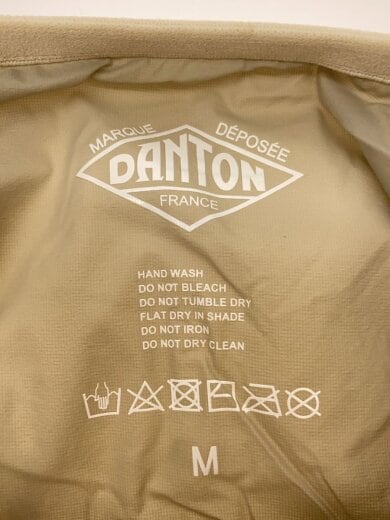 MARQUE DÉPOSÉE
DANTON
FRANCE
HAND WASH
DO NOT BLEACH
DO NOT TUMBLE DRY
FLAT DRY IN SHADE
DO NOT IRON
DO NOT DRY CLEAN
M